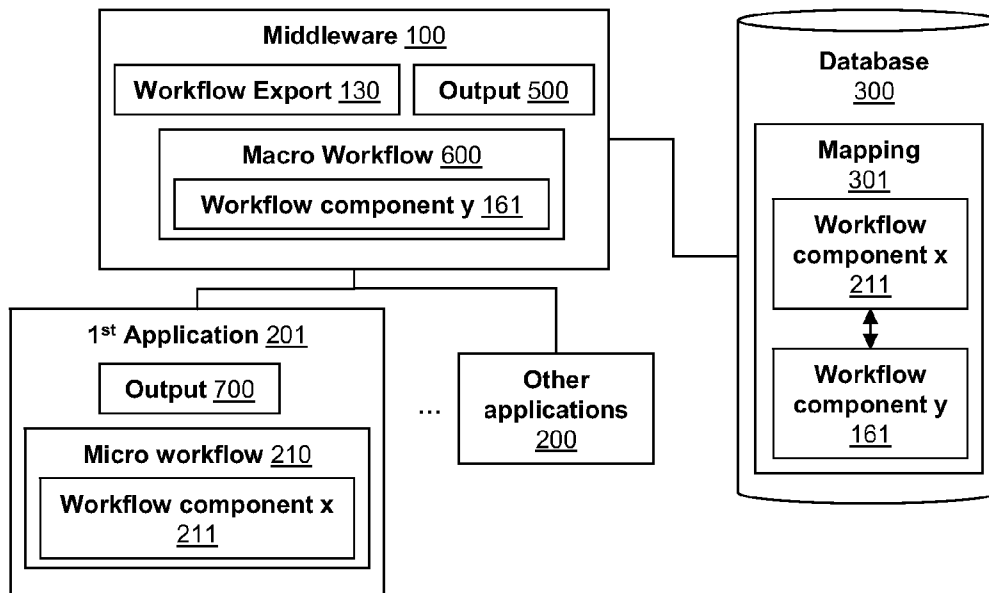 Middleware 100
Workflow Export 130
Output 500
Macro Workflow 600
Workflow component y 161
Database
300
Mapping
301
Workflow
component x
211
Workflow
component y
161
1st Application 201
Output 700
Micro workflow 210
Workflow component x
211
...
Other
applications
200